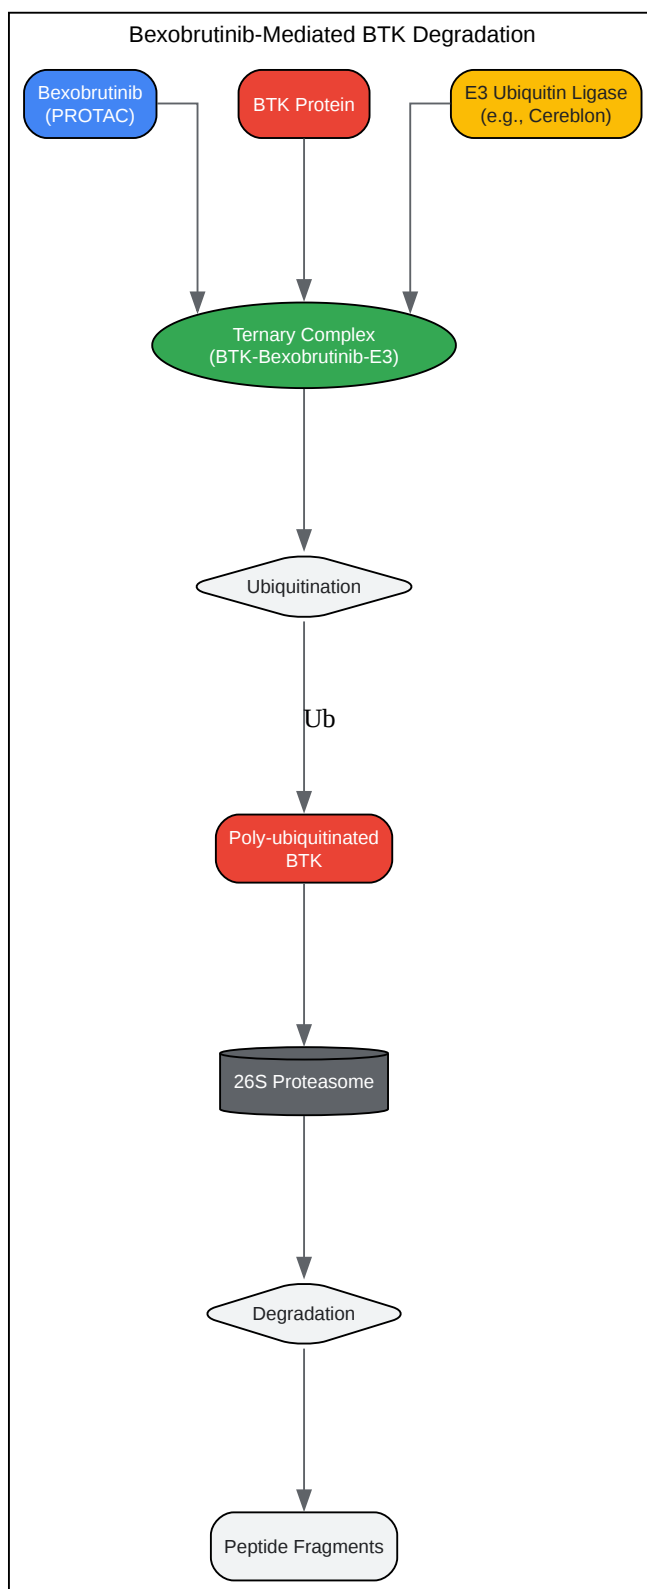 Bexobrutinib-Mediated BTK Degradation
Bexobrutinib
(PROTAC)
BTK Protein
E3 Ubiquitin Ligase
(e.g., Cereblon)
Ternary Complex
(BTK-Bexobrutinib-E3)
Ubiquitination
Ub
Poly-ubiquitinated
BTK
26S Proteasome
Degradation
Peptide Fragments